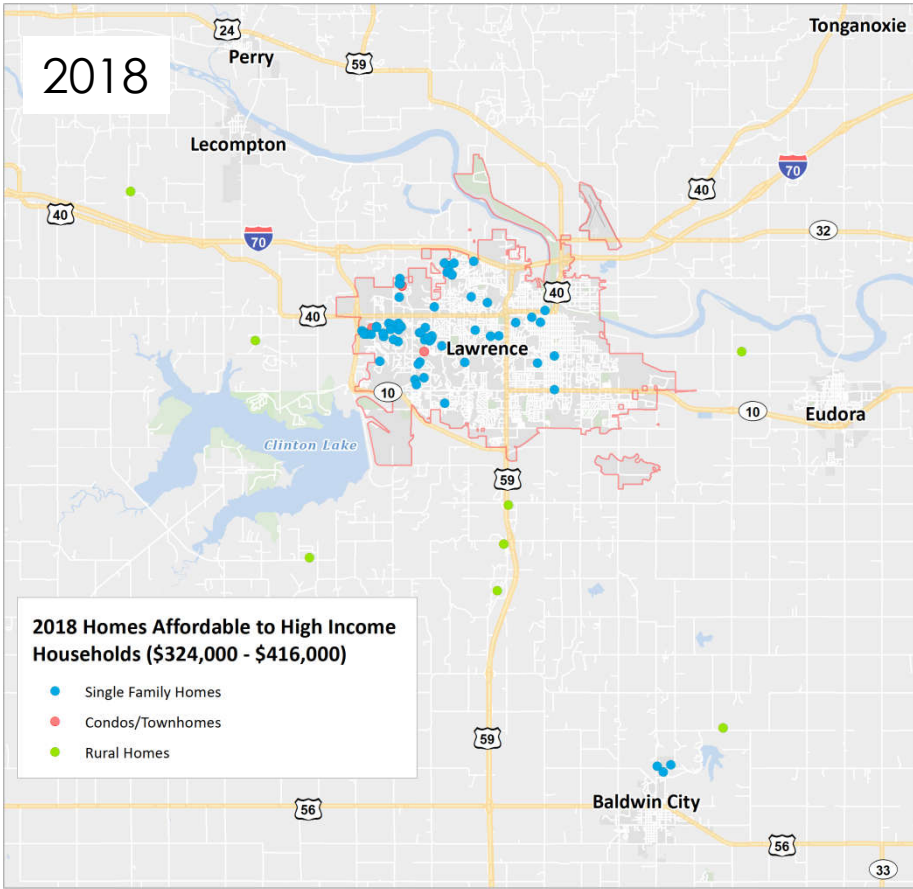 Tonganoxie
24
Perry
59
2018
Lecompton
70
40
40
32
70
40
40
Lawrence
10
10
Eudora
Clinton Lake
59
2018 Homes Affordable to High Income
Households ($324,000 - $416,000)
Single Family Homes
Condos/Townhomes
Rural Homes
59
Baldwin City
56
56
33